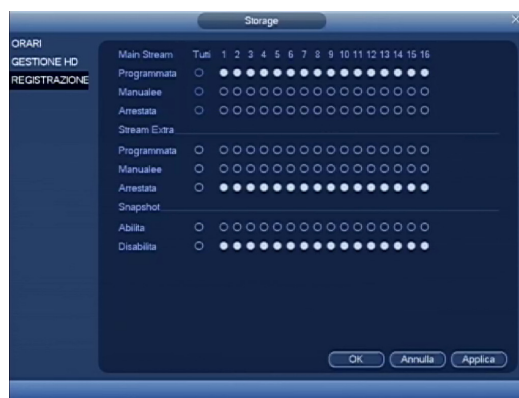 Storage
ORARI
GESTIONE HD
REGISTRAZIONE
Main Stream Tutti 1 2 3 4 5 6 7 8 9 10 11 12 13 14 15 16
Programmata
Manualee
Arrestata
Stream Extra
Programmata
Manualee
Arrestata
Snapshot
Abilita
Disabilita
OK Annulla Applica